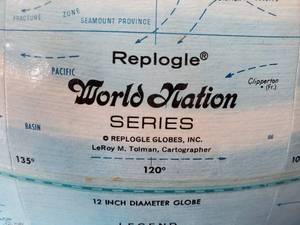 FRACTURE ZONE
SEAMOUNT PROVINCE
Replogle®
PACIFIC
Clipperton
(Fr.)
World Nation
SERIES
BASIN
© REPLOGLE GLOBES, INC.
LeRoy M. Tolman, Cartographer
135°
120°
12 INCH DIAMETER GLOBE
LEGEND